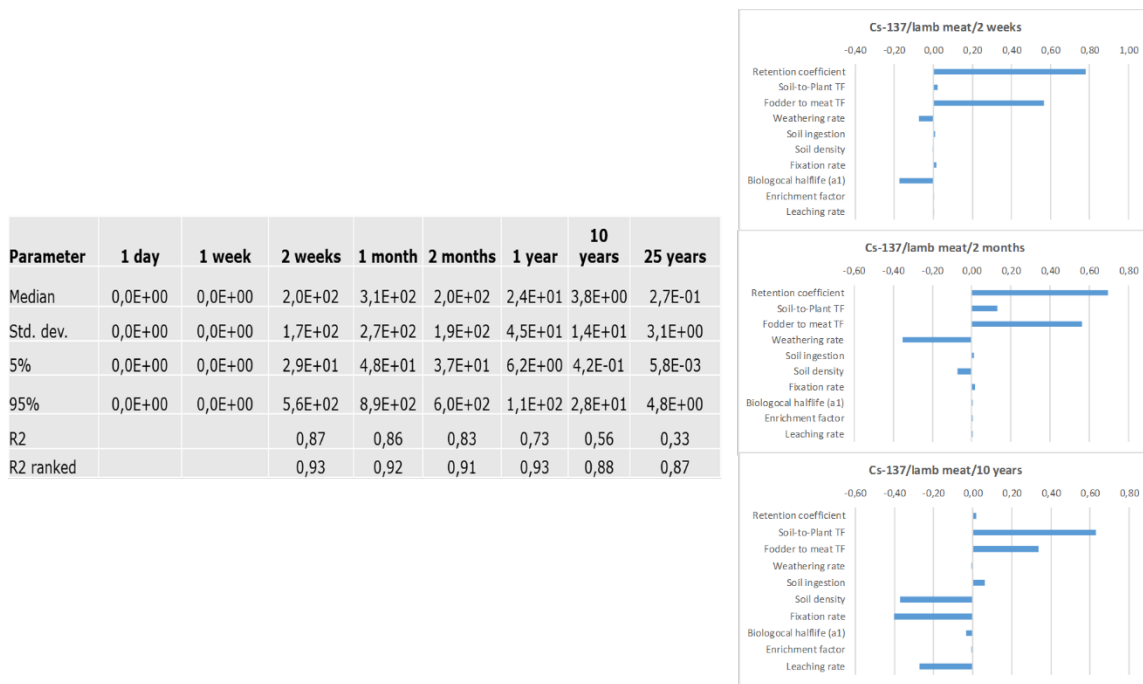 Parameter 1 day 1 week 2 weeks 1 month 2 months 1 year 10 years 25 years
Median 0,0E+00 0,0E+00 2,0E+02 3,1E+02 2,0E+02 2,4E+01 3,8E+00 2,7E-01
Std. dev. 0,0E+00 0,0E+00 1,7E+02 2,7E+02 1,9E+02 4,5E+01 1,4E+01 3,1E+00
5% 0,0E+00 0,0E+00 2,9E+01 4,8E+01 3,7E+01 6,2E+00 4,2E-01 5,8E-03
95% 0,0E+00 0,0E+00 5,6E+02 8,9E+02 6,0E+02 1,1E+02 2,8E+01 4,8E+00
R2 0,87 0,86 0,83 0,73 0,56 0,33
R2 ranked 0,93 0,92 0,91 0,93 0,88 0,87
Cs-137/lamb meat/2 weeks
-0,40 -0,20 0,00 0,20 0,40 0,60 0,80 1,00
Retention coefficient
Soil-to-Plant TF
Fodder to meat TF
Weathering rate
Soil ingestion
Soil density
Fixation rate
Biologocal halflife (a1)
Enrichment factor
Leaching rate
Cs-137/lamb meat/2 months
-0,60 -0,40 -0,20 0,00 0,20 0,40 0,60 0,80
Retention coefficient
Soil-to-Plant TF
Fodder to meat TF
Weathering rate
Soil ingestion
Soil density
Fixation rate
Biologocal halflife (a1)
Enrichment factor
Leaching rate
Cs-137/lamb meat/10 years
-0,60 -0,40 -0,20 0,00 0,20 0,40 0,60 0,80
Retention coefficient
Soil-to-Plant TF
Fodder to meat TF
Weathering rate
Soil ingestion
Soil density
Fixation rate
Biologocal halflife (a1)
Enrichment factor
Leaching rate